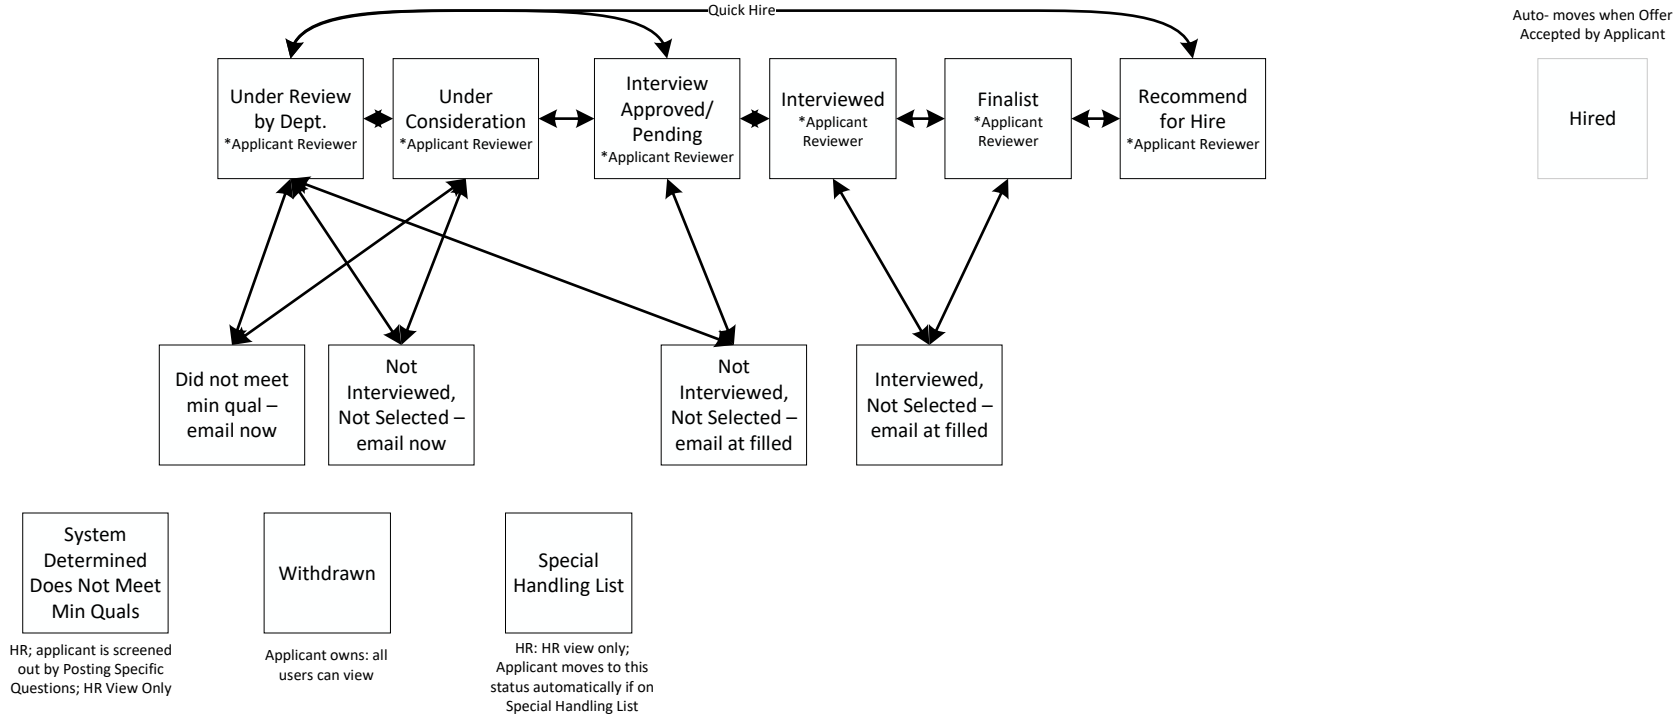 Quick Hire
Auto- moves when Offer
Accepted by Applicant
Under Review
by Dept.
*Applicant Reviewer
Under
Consideration
*Applicant Reviewer
Interview
Approved/
Pending
*Applicant Reviewer
Interviewed
*Applicant
Reviewer
Finalist
*Applicant
Reviewer
Recommend
for Hire
*Applicant Reviewer
Hired
Did not meet
min qual –
email now
Not
Interviewed,
Not Selected –
email now
Not
Interviewed,
Not Selected –
email at filled
Interviewed,
Not Selected –
email at filled
System
Determined
Does Not Meet
Min Quals
HR; applicant is screened
out by Posting Specific
Questions; HR View Only
Withdrawn
Applicant owns: all
users can view
Special
Handling List
HR: HR view only;
Applicant moves to this
status automatically if on
Special Handling List